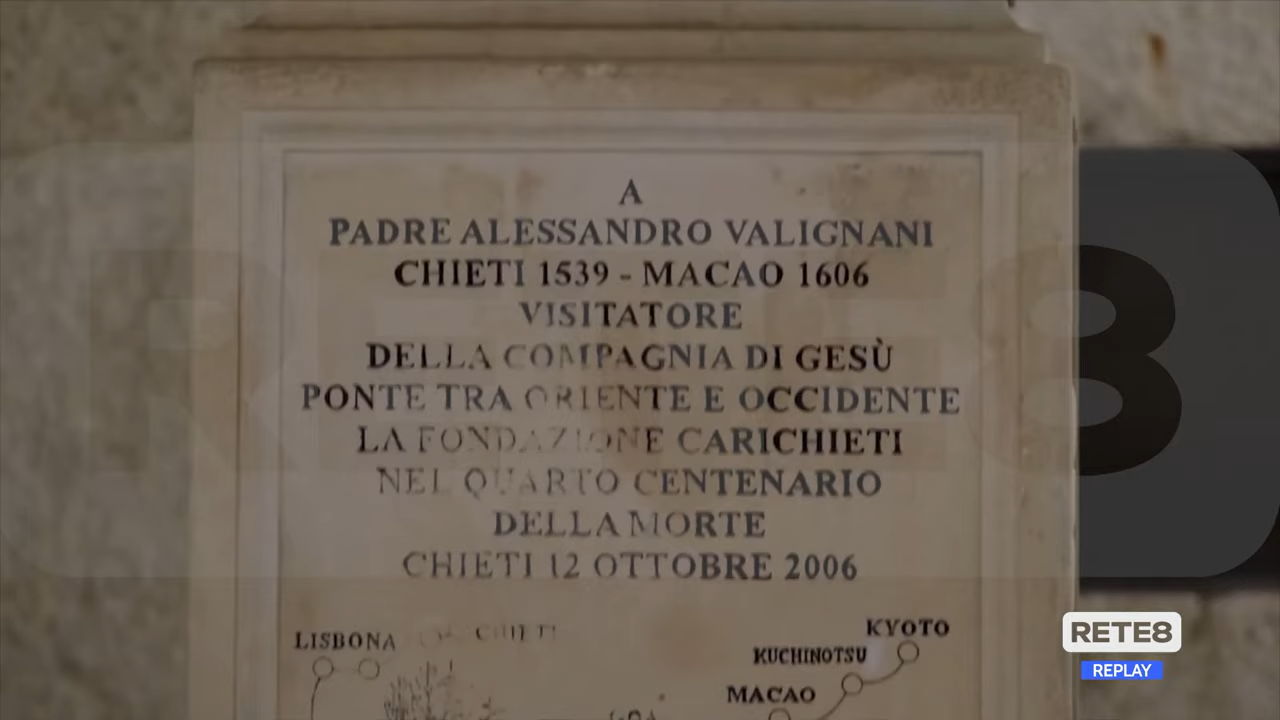 A
PADRE ALESSANDRO VALIGNANI
CHIETI 1539 - MACAO 1606
VISITATORE
DELLA COMPAGNIA DI GESÙ
PONTE TRA ORIENTE E OCCIDENTE
LA FONDAZIONE CARICHIETI
NEL QUARTO CENTENARIO
DELLA MORTE
CHIETI 12 OTTOBRE 2006
LISBONA CHIETI
KYOTO
KUCHINOTSU
MACAO
RETE8
REPLAY
8